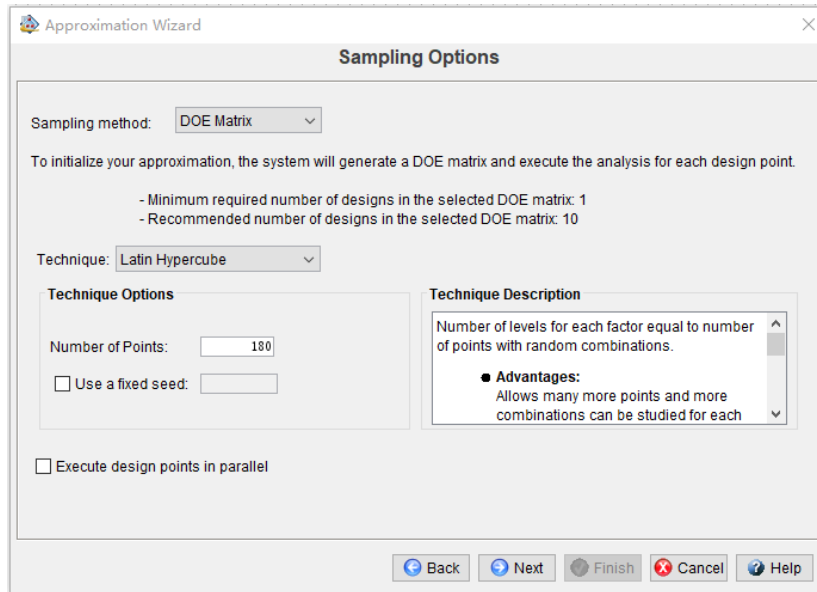 Approximation Wizard
Sampling Options
Sampling method: DOE Matrix
To initialize your approximation, the system will generate a DOE matrix and execute the analysis for each design point.
- Minimum required number of designs in the selected DOE matrix: 1
- Recommended number of designs in the selected DOE matrix: 10
Technique: Latin Hypercube
Technique Options
Number of Points: 180
Use a fixed seed:
Technique Description
Number of levels for each factor equal to number
of points with random combinations.
Advantages:
Allows many more points and more
combinations can be studied for each
Execute design points in parallel
Back Next Finish Cancel Help